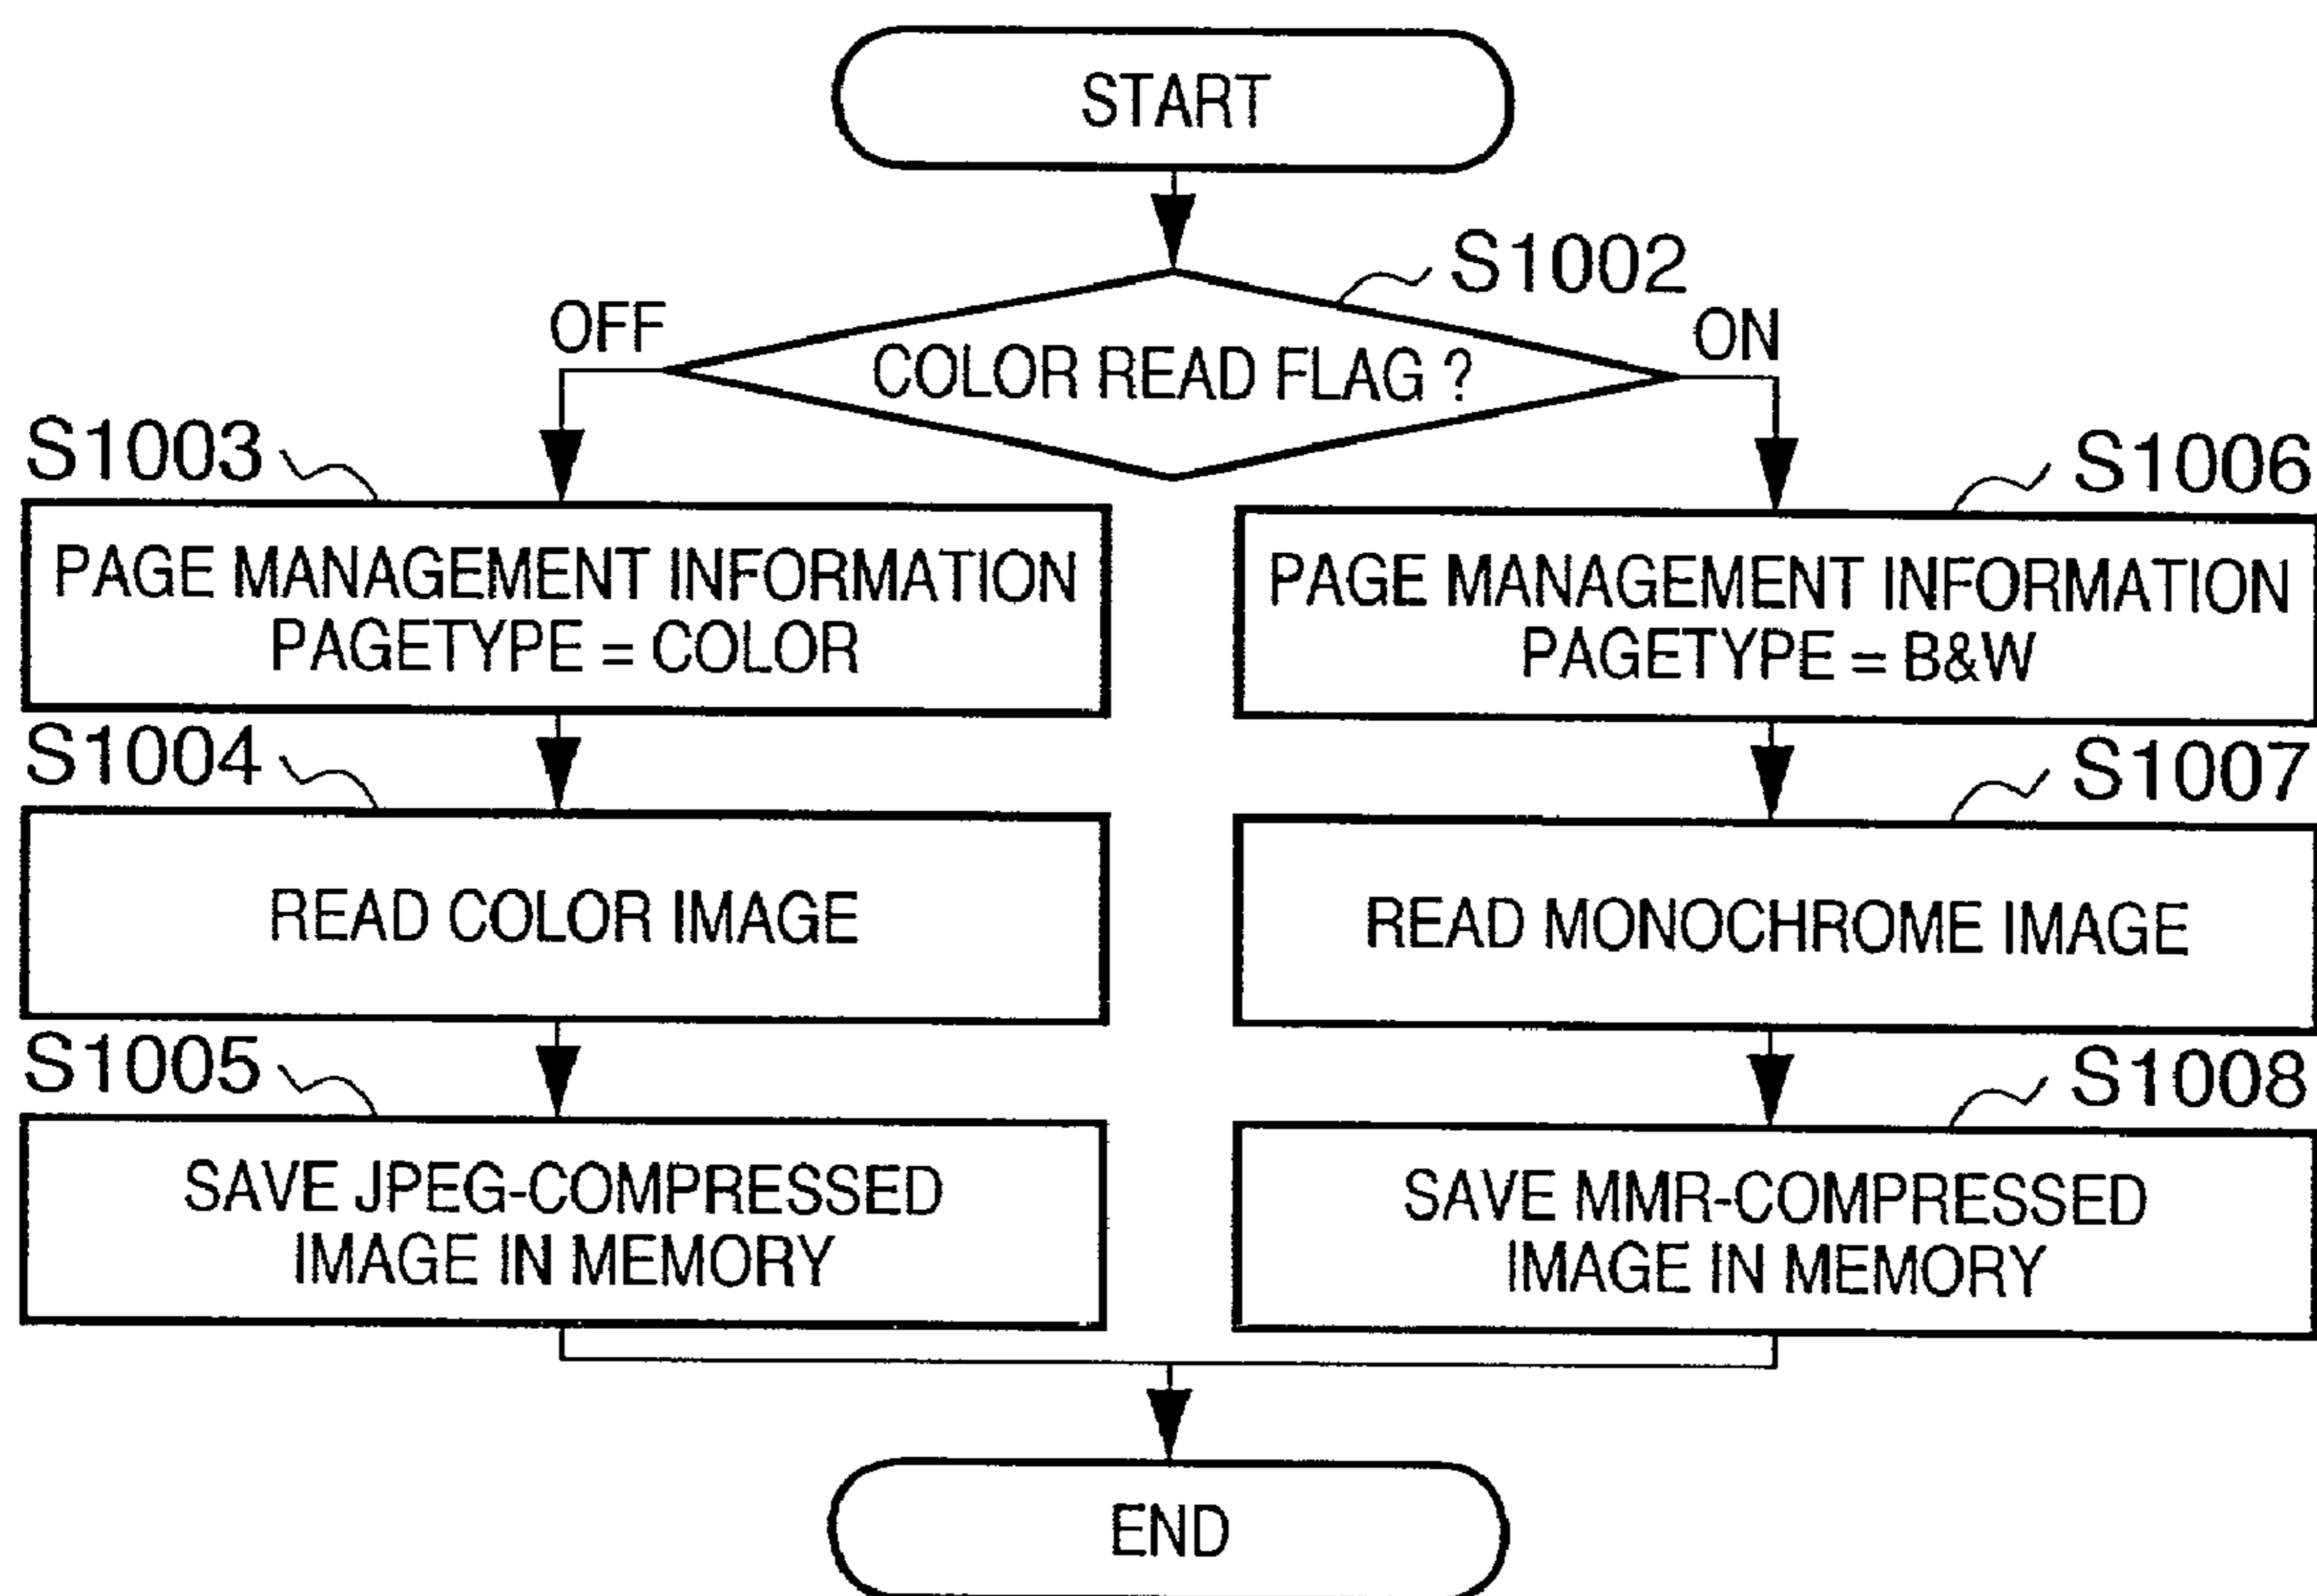 START
S1002
OFF
ON
COLOR READ FLAG ?
S1003
S1006
PAGE MANAGEMENT INFORMATION
PAGETYPE = COLOR
PAGE MANAGEMENT INFORMATION
PAGETYPE = B&W
S1004
S1007
READ COLOR IMAGE
READ MONOCHROME IMAGE
S1005
S1008
SAVE JPEG-COMPRESSED
IMAGE IN MEMORY
SAVE MMR-COMPRESSED
IMAGE IN MEMORY
END